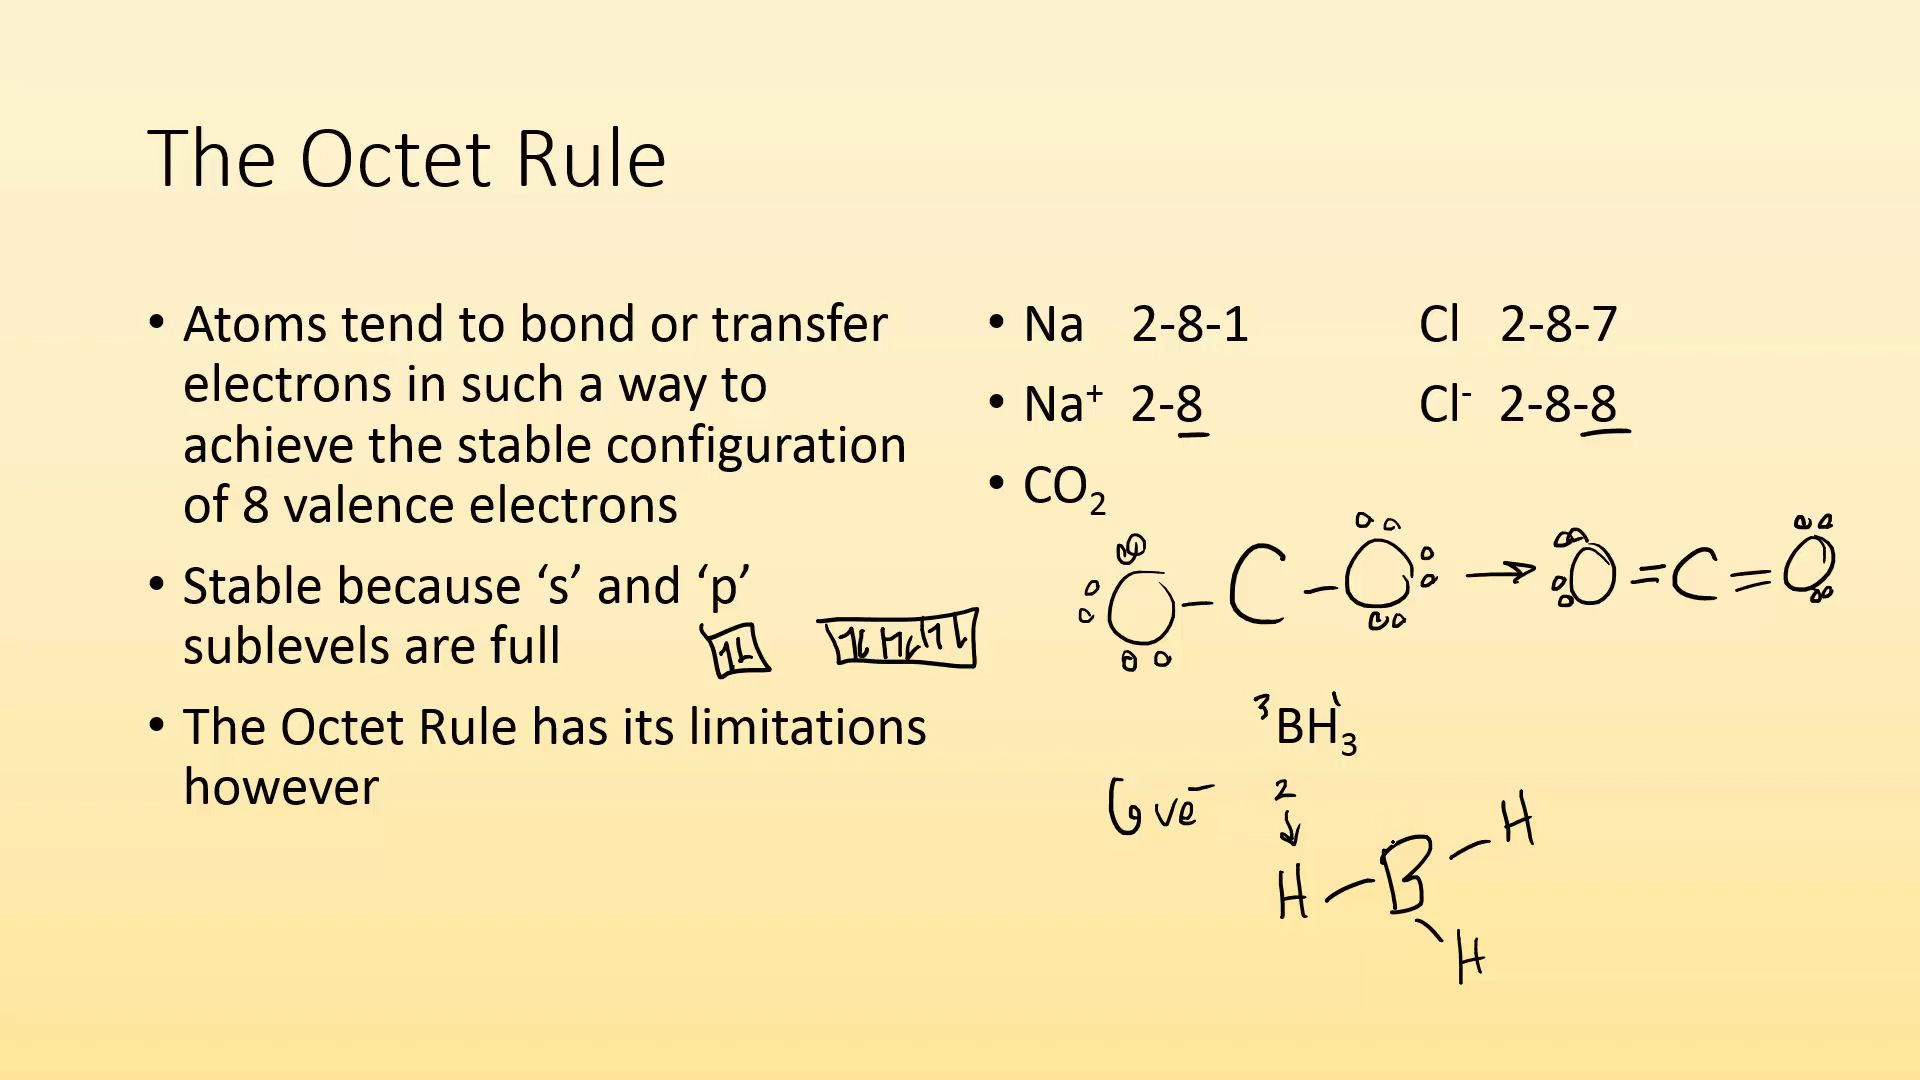 The Octet Rule
• Atoms tend to bond or transfer
electrons in such a way to
achieve the stable configuration
of 8 valence electrons
• Stable because ‘s’ and ‘p’
sublevels are full
• The Octet Rule has its limitations
however
• Na 2-8-1 Cl 2-8-7
• Na⁺ 2-8 Cl⁻ 2-8-8
• CO₂
O-C-O→O=C=O
³BH₃¹
6ve⁻ 2
↓
H-B-H
H